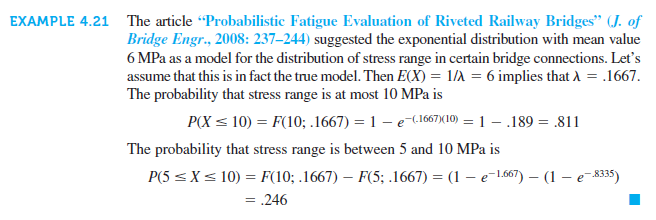 EXAMPLE 4.21 The article “Probabilistic Fatigue Evaluation of Riveted Railway Bridges” (J. of
Bridge Engr., 2008: 237–244) suggested the exponential distribution with mean value
6 MPa as a model for the distribution of stress range in certain bridge connections. Let’s
assume that this is in fact the true model. Then E(X) = 1/λ = 6 implies that λ = .1667.
The probability that stress range is at most 10 MPa is
P(X ≤ 10) = F(10; .1667) = 1 − e^−(.1667)(10) = 1 − .189 = .811
The probability that stress range is between 5 and 10 MPa is
P(5 ≤ X ≤ 10) = F(10; .1667) − F(5; .1667) = (1 − e^−1.667) − (1 − e^−.8335)
= .246